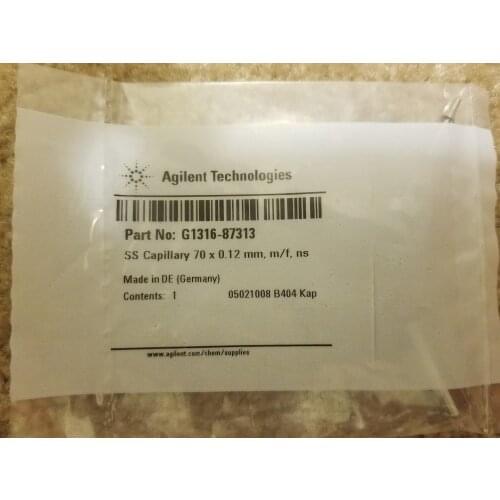 Agilent Technologies
Part No: G1316-87313
SS Capillary 70 x 0.12 mm, m/f, ns
Made in DE (Germany)
Contents: 1 05021008 B404 Kap
www.agilent.com/chem/supplies